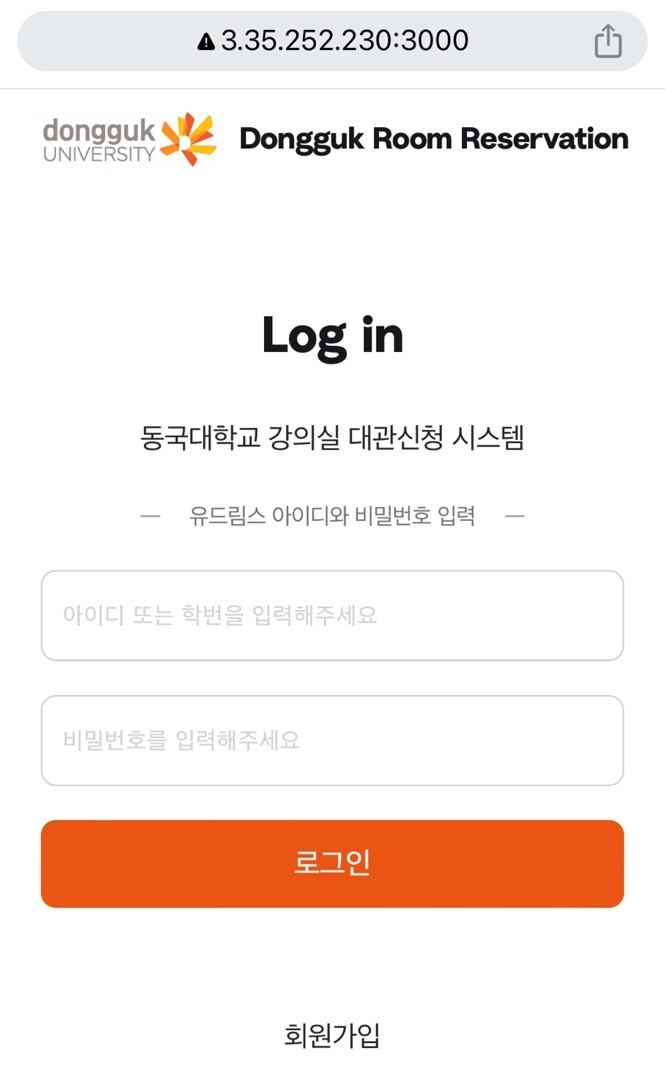 3.35.252.230:3000
dongguk
UNIVERSITY
Dongguk Room Reservation
Log in
동국대학교 강의실 대관신청 시스템
— 유드림스 아이디와 비밀번호 입력 —
아이디 또는 학번을 입력해주세요
비밀번호를 입력해주세요
로그인
회원가입